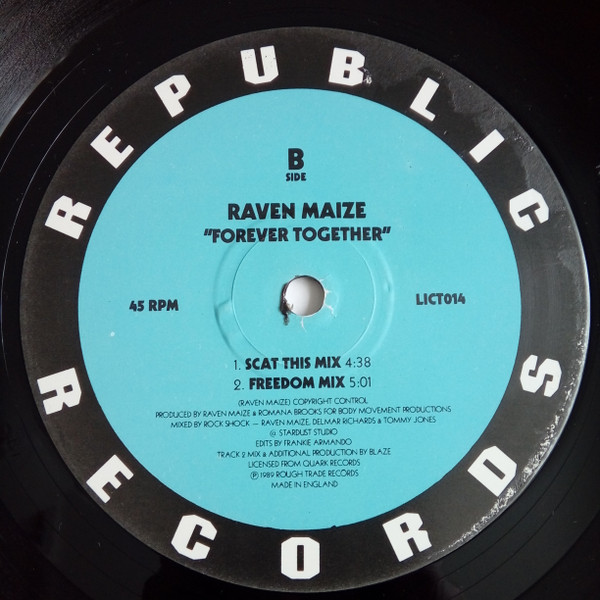 REPUBLIC
B
SIDE
RAVEN MAIZE
"FOREVER TOGETHER"
45 RPM
LICT014
1. SCAT THIS MIX 4:38
2. FREEDOM MIX 5:01
(RAVEN MAIZE) COPYRIGHT CONTROL
PRODUCED BY RAVEN MAIZE & ROMANA BROOKS FOR BODY MOVEMENT PRODUCTIONS
MIXED BY ROCK SHOCK — RAVEN MAIZE, DELMAR RICHARDS & TOMMY JONES
@ STARDUST STUDIO
EDITS BY FRANKIE ARMANDO
TRACK 2 MIX & ADDITIONAL PRODUCTION BY BLAZE
LICENSED FROM QUARK RECORDS
℗ 1989 ROUGH TRADE RECORDS
MADE IN ENGLAND
RECORDS